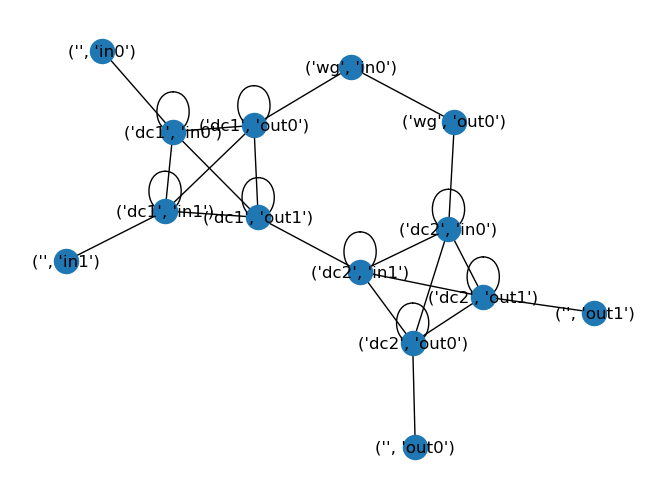 ('', 'in0')
('wg', 'in0')
('wg', 'out0')
('dc1', 'in0')
('dc1', 'out0')
('dc1', 'in1')
('dc1', 'out1')
('dc2', 'in0')
('', 'in1')
('dc2', 'in1')
('dc2', 'out1')
('', 'out1')
('dc2', 'out0')
('', 'out0')